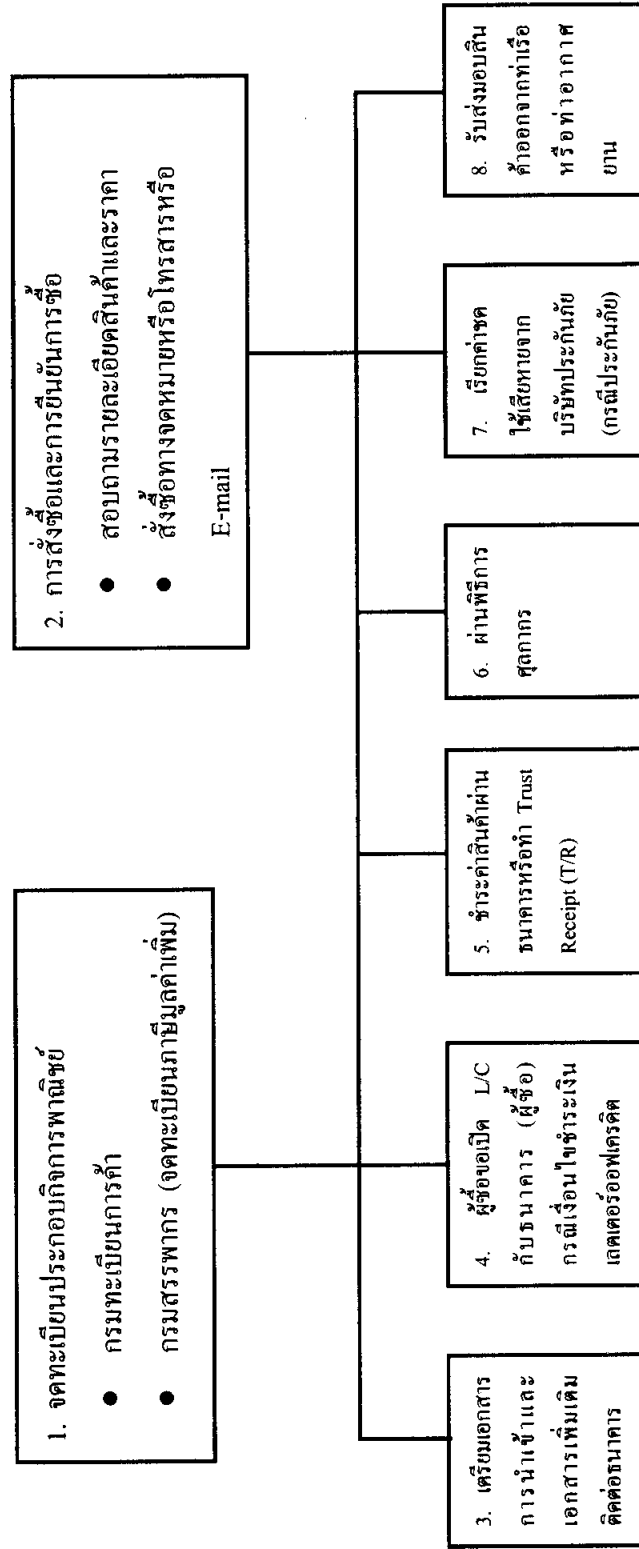 1. จดทะเบียนประกอบกิจการพาณิชย์
● กรมทะเบียนการค้า
● กรมสรรพากร (จดทะเบียนภาษีมูลค่าเพิ่ม)
2. การสั่งซื้อและการยืนยันการซื้อ
● สอบถามรายละเอียดสินค้าและราคา
● สั่งซื้อทางจดหมายหรือโทรสารหรือ
E-mail
3. เตรียมเอกสาร
การนำเข้าและ
เอกสารเพิ่มเติม
ติดต่อธนาคาร
4. ผู้ซื้อขอเปิด L/C
กับธนาคาร (ผู้ซื้อ)
กรณีเงื่อนไขชำระเงิน
เลตเตอร์ออฟเครดิต
5. ชำระค่าสินค้าผ่าน
ธนาคารหรือทำ Trust
Receipt (T/R)
6. ผ่านพิธีการ
ศุลกากร
7. เรียกค่าชด
ใช้เสียหายจาก
บริษัทประกันภัย
(กรณีประกันภัย)
8. รับส่งมอบสิน
ค้าออกจากท่าเรือ
หรือท่าอากาศ
ยาน